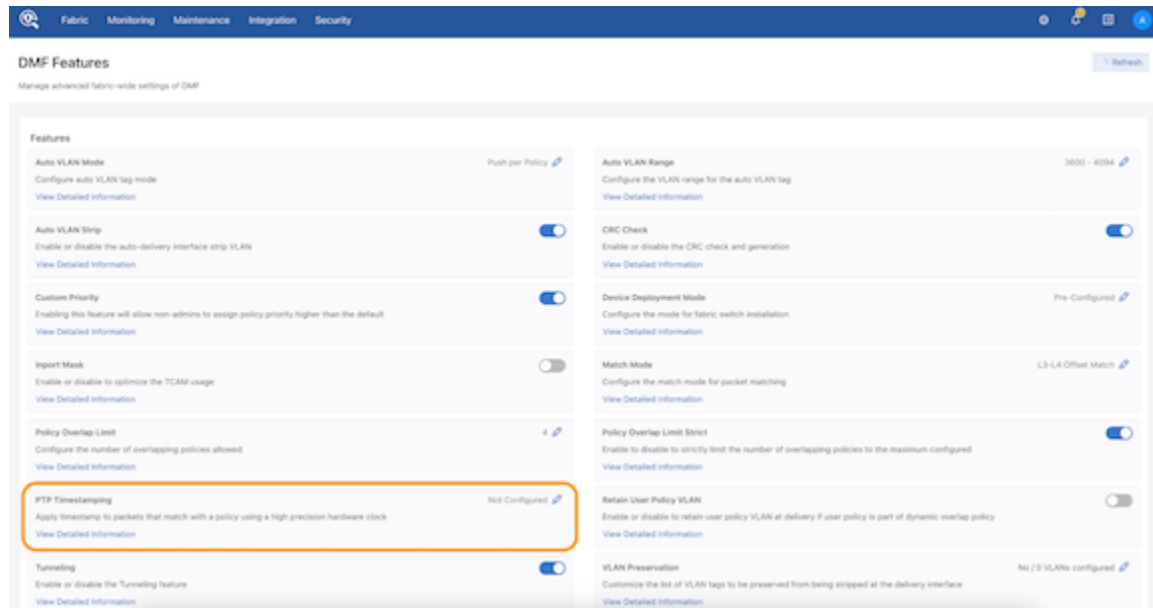 Fabric Monitoring Maintenance Integration Security
A
DMF Features
Refresh
Manage advanced fabric-wide settings of DMF
Features
Auto VLAN Mode
Push per Policy
Configure auto VLAN tag mode
View Detailed Information
Auto VLAN Range
3600 - 4094
Configure the VLAN range for the auto VLAN tag
View Detailed Information
Auto VLAN Strip
Enable or disable the auto-delivery interface strip VLAN
View Detailed Information
CRC Check
Enable or disable the CRC check and generation
View Detailed Information
Custom Priority
Enabling this feature will allow non-admins to assign policy priority higher than the default
View Detailed Information
Device Deployment Mode
Pre-Configured
Configure the mode for fabric switch installation
View Detailed Information
Inport Mask
Enable or disable to optimize the TCAM usage
View Detailed Information
Match Mode
L3-L4 Offset Match
Configure the match mode for packet matching
View Detailed Information
Policy Overlap Limit
4
Configure the number of overlapping policies allowed
View Detailed Information
Policy Overlap Limit Strict
Enable to disable to strictly limit the number of overlapping policies to the maximum configured
View Detailed Information
PTP Timestamping
Not Configured
Apply timestamp to packets that match with a policy using a high precision hardware clock
View Detailed Information
Retain User Policy VLAN
Enable or disable to retain user policy VLAN at delivery if user policy is part of dynamic overlap policy
View Detailed Information
Tunneling
Enable or disable the Tunneling feature
View Detailed Information
VLAN Preservation
No / 0 VLANs configured
Customize the list of VLAN tags to be preserved from being stripped at the delivery interface
View Detailed Information